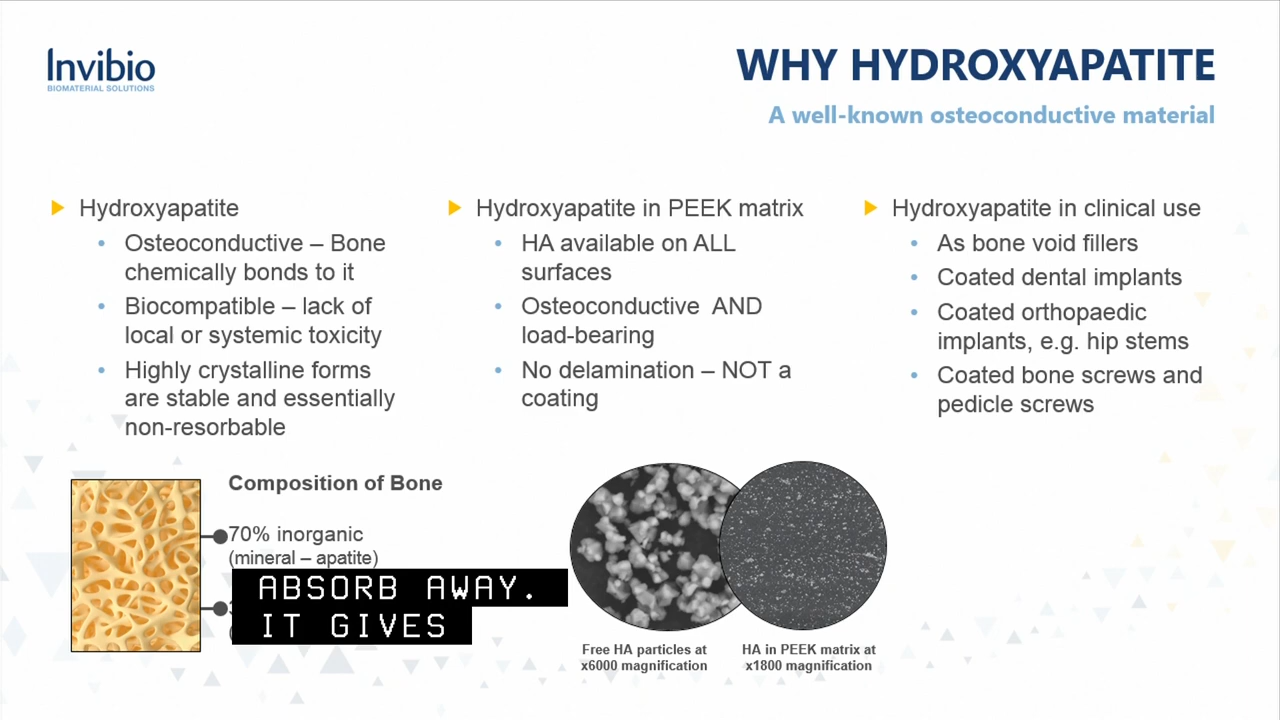 Invibio
BIOMATERIAL SOLUTIONS
WHY HYDROXYAPATITE
A well-known osteoconductive material
Hydroxyapatite
Osteoconductive – Bone
chemically bonds to it
Biocompatible – lack of
local or systemic toxicity
Highly crystalline forms
are stable and essentially
non-resorbable
Hydroxyapatite in PEEK matrix
HA available on ALL
surfaces
Osteoconductive AND
load-bearing
No delamination – NOT a
coating
Hydroxyapatite in clinical use
As bone void fillers
Coated dental implants
Coated orthopaedic
implants, e.g. hip stems
Coated bone screws and
pedicle screws
Composition of Bone
70% inorganic
(mineral – apatite)
ABSORB AWAY.
IT GIVES
Free HA particles at
x6000 magnification
HA in PEEK matrix at
x1800 magnification